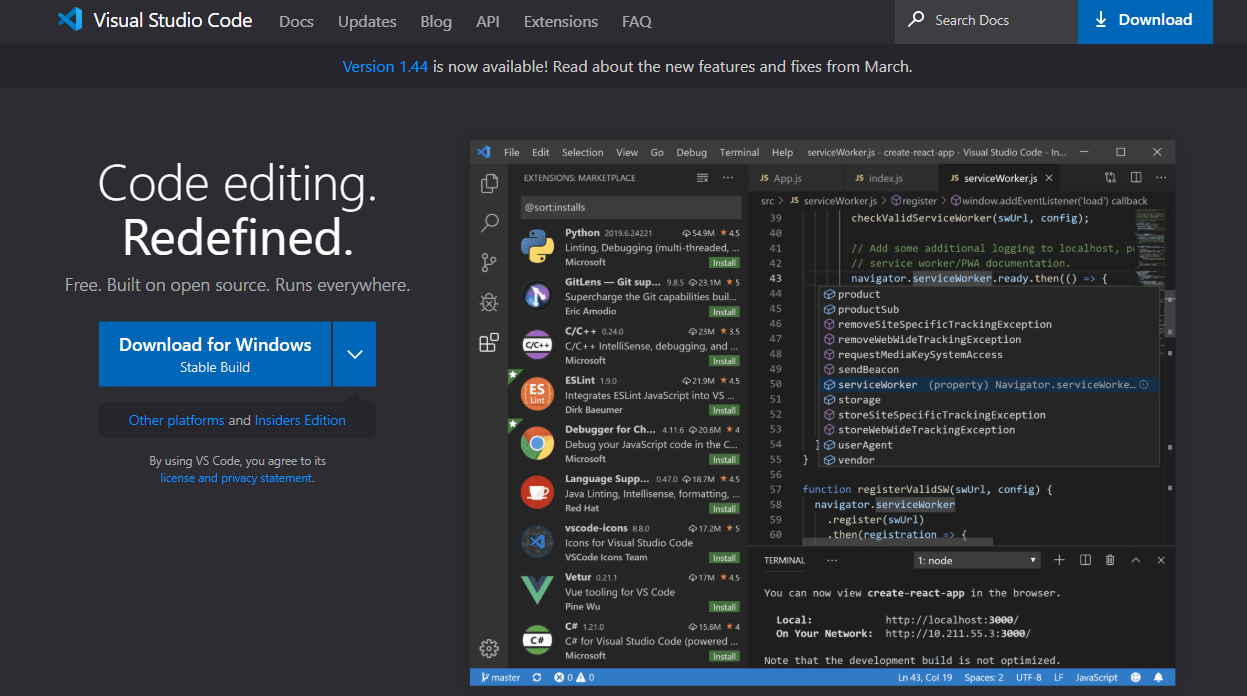 Visual Studio Code Docs Updates Blog API Extensions FAQ Search Docs Download
Version 1.44 is now available! Read about the new features and fixes from March.
Code editing.
Redefined.
Free. Built on open source. Runs everywhere.
Download for Windows
Stable Build
Other platforms and Insiders Edition
By using VS Code, you agree to its
license and privacy statement.
File Edit Selection View Go Debug Terminal Help serviceWorker.js - create-react-app - Visual Studio Code - In...
EXTENSIONS: MARKETPLACE
@sort:installs
Python 2019.6.24221 54.9M 4.5
Linting, Debugging (multi-threaded, ...
Microsoft Install
GitLens — Git sup... 9.8.5 23.1M 5
Supercharge the Git capabilities buil...
Eric Amodio Install
C/C++
C/C++ 0.24.0 23M 3.5
C/C++ IntelliSense, debugging, and ...
Microsoft Install
ES
Lint
ESLint 1.9.0 21.9M 4.5
Integrates ESLint JavaScript into VS ...
Dirk Baeumer Install
Debugger for Ch... 4.11.6 20.6M 4
Debug your JavaScript code in the C...
Microsoft Install
Language Supp... 0.47.0 18.7M 4.5
Java Linting, Intellisense, formatting, ...
Red Hat Install
vscode-icons 8.8.0 17.2M 5
Icons for Visual Studio Code
VSCode Icons Team Install
Vetur 0.21.1 17M 4.5
Vue tooling for VS Code
Pine Wu Install
C#
C# 1.21.0 15.6M 4
C# for Visual Studio Code (powered ...
Microsoft Install
JS App.js JS index.js JS serviceWorker.js
src > JS serviceWorker.js > register > window.addEventListener('load') callback
39 checkValidServiceWorker(swUrl, config);
40
41 // Add some additional logging to localhost,
42 // service worker/PWA documentation.
43 navigator.serviceWorker.ready.then(() => {
44 product
45 productSub
46 removeSiteSpecificTrackingException
47 removeWebWideTrackingException
48 requestMediaKeySystemAccess
49 sendBeacon
50 serviceWorker (property) Navigator.serviceWorke...
51 storage
52 storeSiteSpecificTrackingException
53 storeWebWideTrackingException
54 } userAgent
55 } vendor
56
57 function registerValidSW(swUrl, config) {
58 navigator.serviceWorker
59 .register(swUrl)
60 .then(registration => {
TERMINAL ... 1: node
You can now view create-react-app in the browser.
Local: http://localhost:3000/
On Your Network: http://10.211.55.3:3000/
Note that the development build is not optimized.
master 0 0 Ln 43, Col 19 Spaces: 2 UTF-8 LF JavaScript